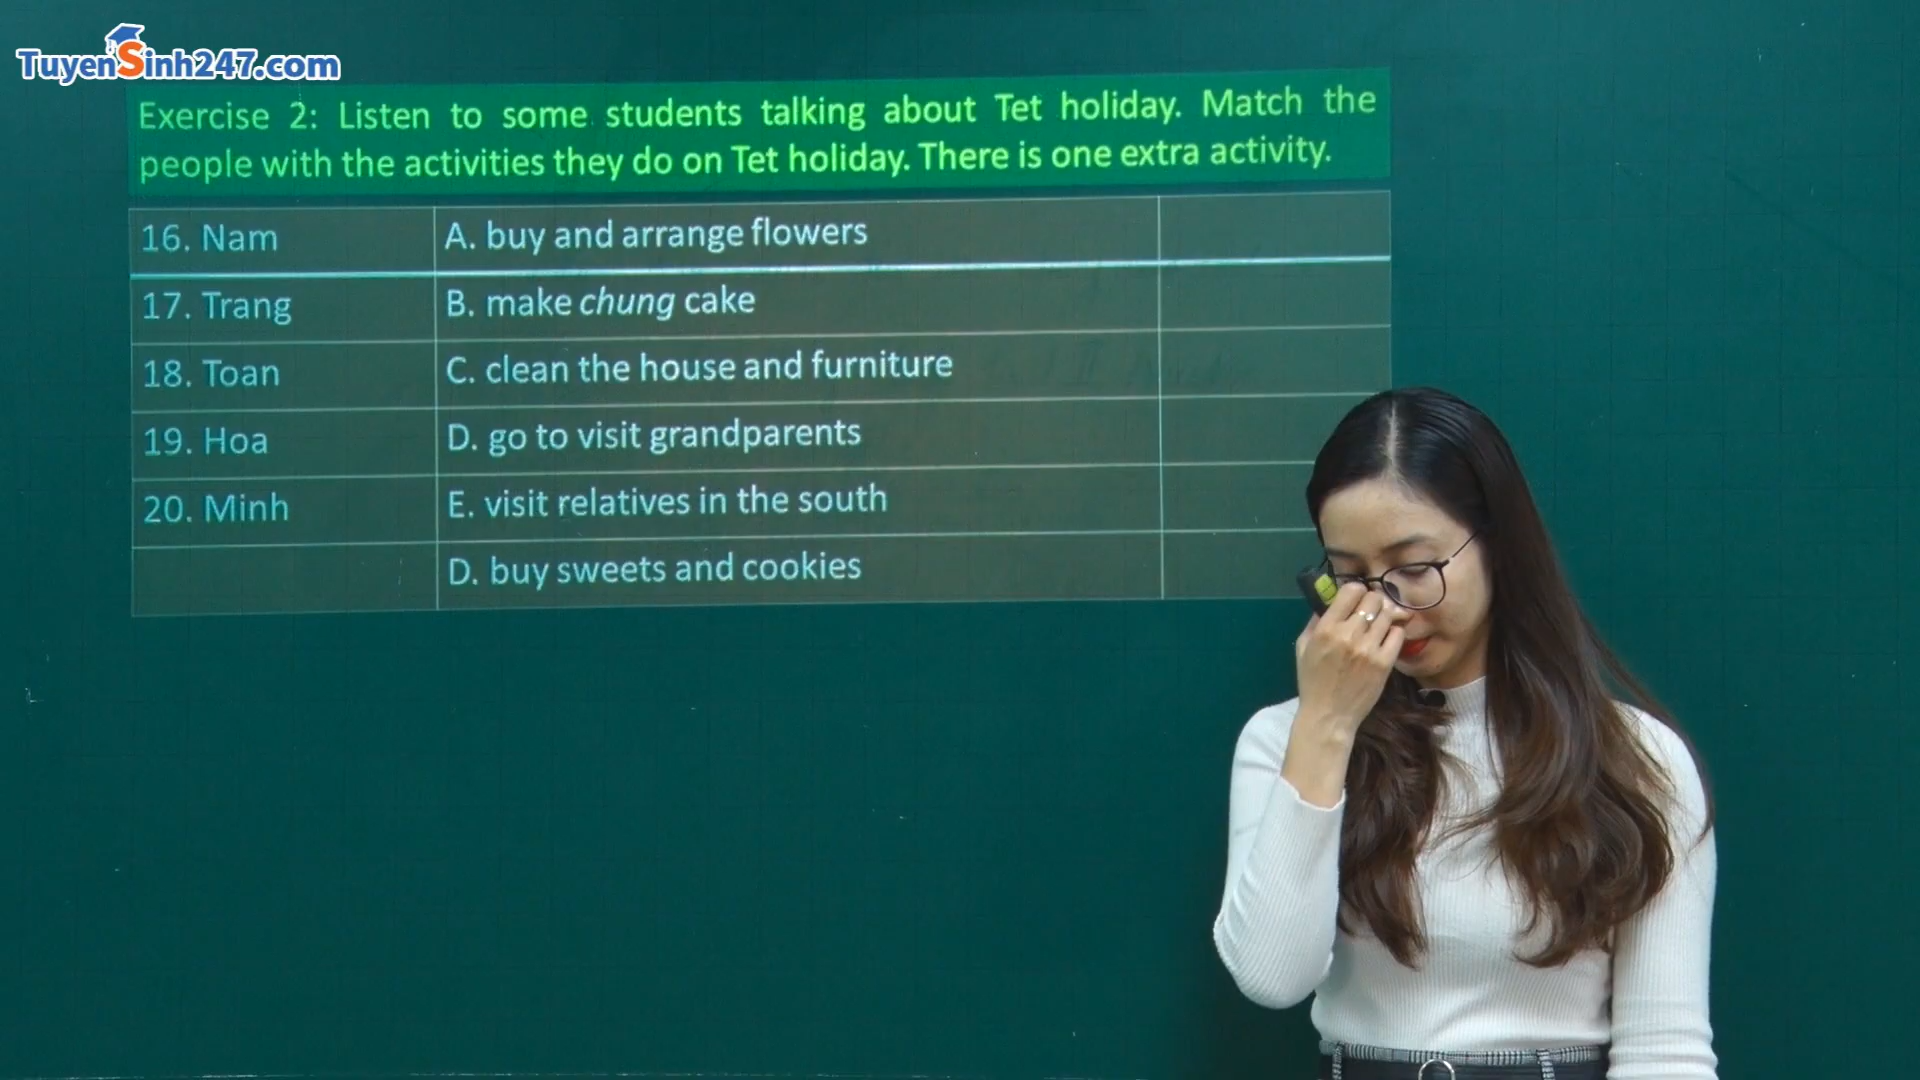 TuyenSinh247.com
Exercise 2: Listen to some students talking about Tet holiday. Match the
people with the activities they do on Tet holiday. There is one extra activity.
16. Nam
A. buy and arrange flowers
17. Trang
B. make chung cake
18. Toan
C. clean the house and furniture
19. Hoa
D. go to visit grandparents
20. Minh
E. visit relatives in the south
D. buy sweets and cookies